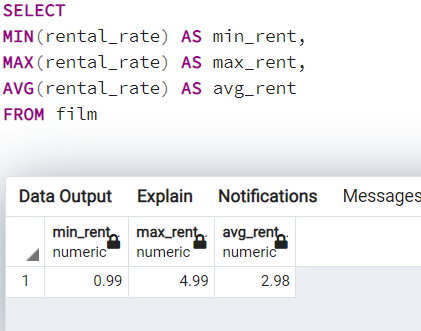 SELECT
MIN(rental_rate) AS min_rent,
MAX(rental_rate) AS max_rent,
AVG(rental_rate) AS avg_rent
FROM film
Data Output Explain Notifications Messages
min_rent max_rent avg_rent
numeric numeric numeric
1 0.99 4.99 2.98